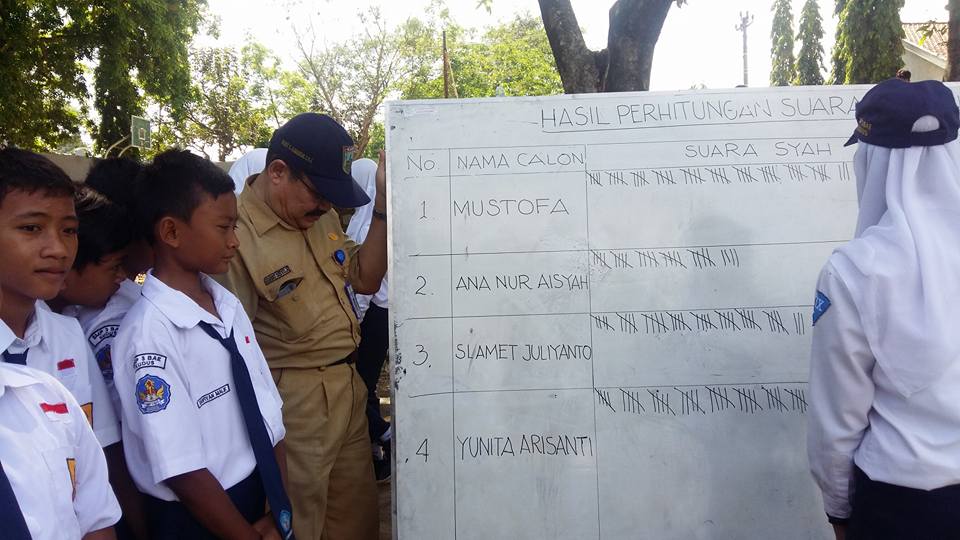 HASIL PERHITUNGAN SUARA
No. NAMA CALON SUARA SYAH
1. MUSTOFA
2. ANA NUR AISYAH
3. SLAMET JULIYANTO
4 YUNITA ARISANTI
SMP 3 BAE
KUDUS